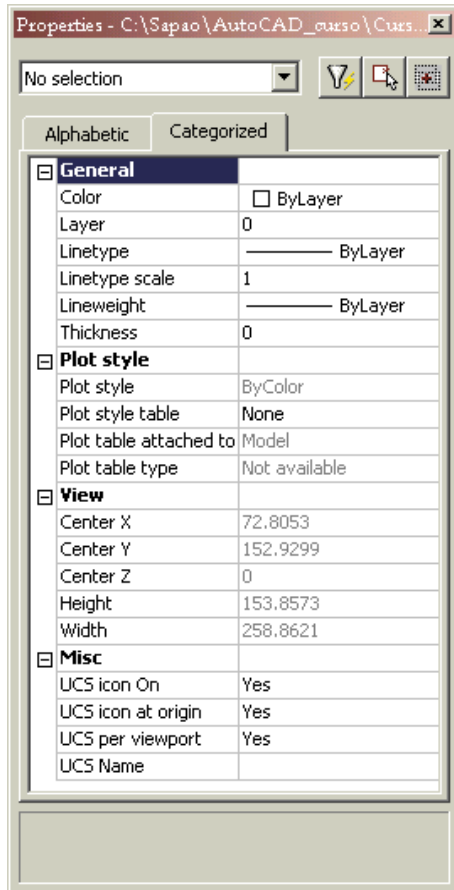 Properties - C:\Sapao\AutoCAD_curso\Curs...
No selection
Alphabetic Categorized
General
Color ByLayer
Layer 0
Linetype ByLayer
Linetype scale 1
Lineweight ByLayer
Thickness 0
Plot style
Plot style ByColor
Plot style table None
Plot table attached to Model
Plot table type Not available
View
Center X 72.8053
Center Y 152.9299
Center Z 0
Height 153.8573
Width 258.8621
Misc
UCS icon On Yes
UCS icon at origin Yes
UCS per viewport Yes
UCS Name